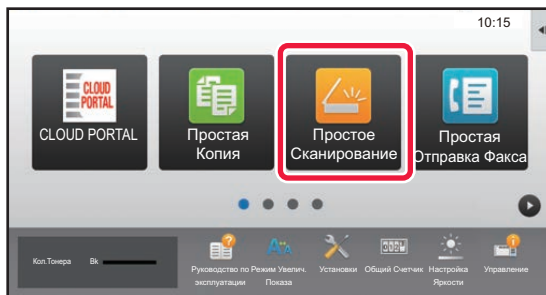 10:15
CLOUD
PORTAL
CLOUD PORTAL
Простая
Копия
Простое
Сканирование
Простая
Отправка Факса
Кол.Тонера Bk
Руководство по
эксплуатации
Режим Увелич.
Показа
Установки
Общий Счетчик
Настройка
Яркости
Управление